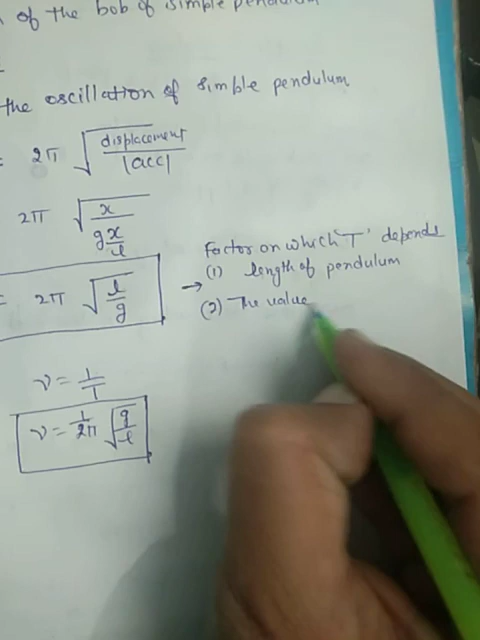 of the bob of simple pendulum
the oscillation of simple pendulum
= 2π √(displacement/|acc|)
2π √(x/(g x/l))
= 2π √(l/g)
→ Factor on which 'T' depends
(1) length of pendulum
(2) The value
ν = 1/T
ν = 1/2π √(g/l)